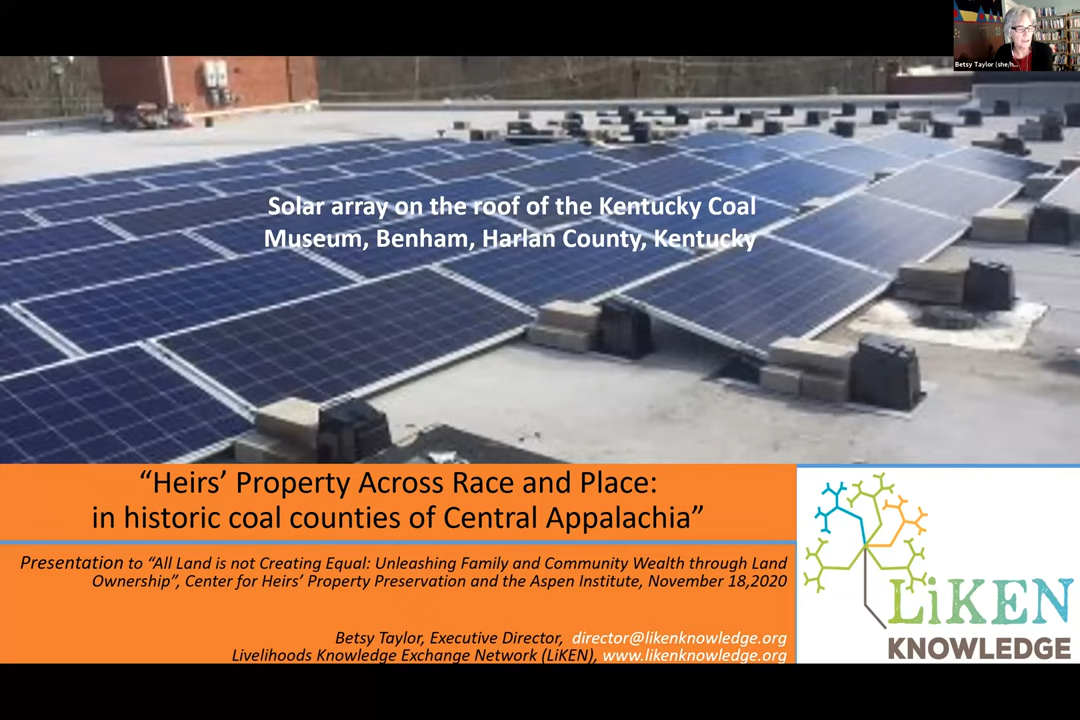 Betsy Taylor (she/h...
Solar array on the roof of the Kentucky Coal
Museum, Benham, Harlan County, Kentucky
“Heirs’ Property Across Race and Place:
in historic coal counties of Central Appalachia”
Presentation to “All Land is not Creating Equal: Unleashing Family and Community Wealth through Land
Ownership”, Center for Heirs’ Property Preservation and the Aspen Institute, November 18,2020
Betsy Taylor, Executive Director, director@likenknowledge.org
Livelihoods Knowledge Exchange Network (LiKEN), www.likenknowledge.org
LiKEN
KNOWLEDGE